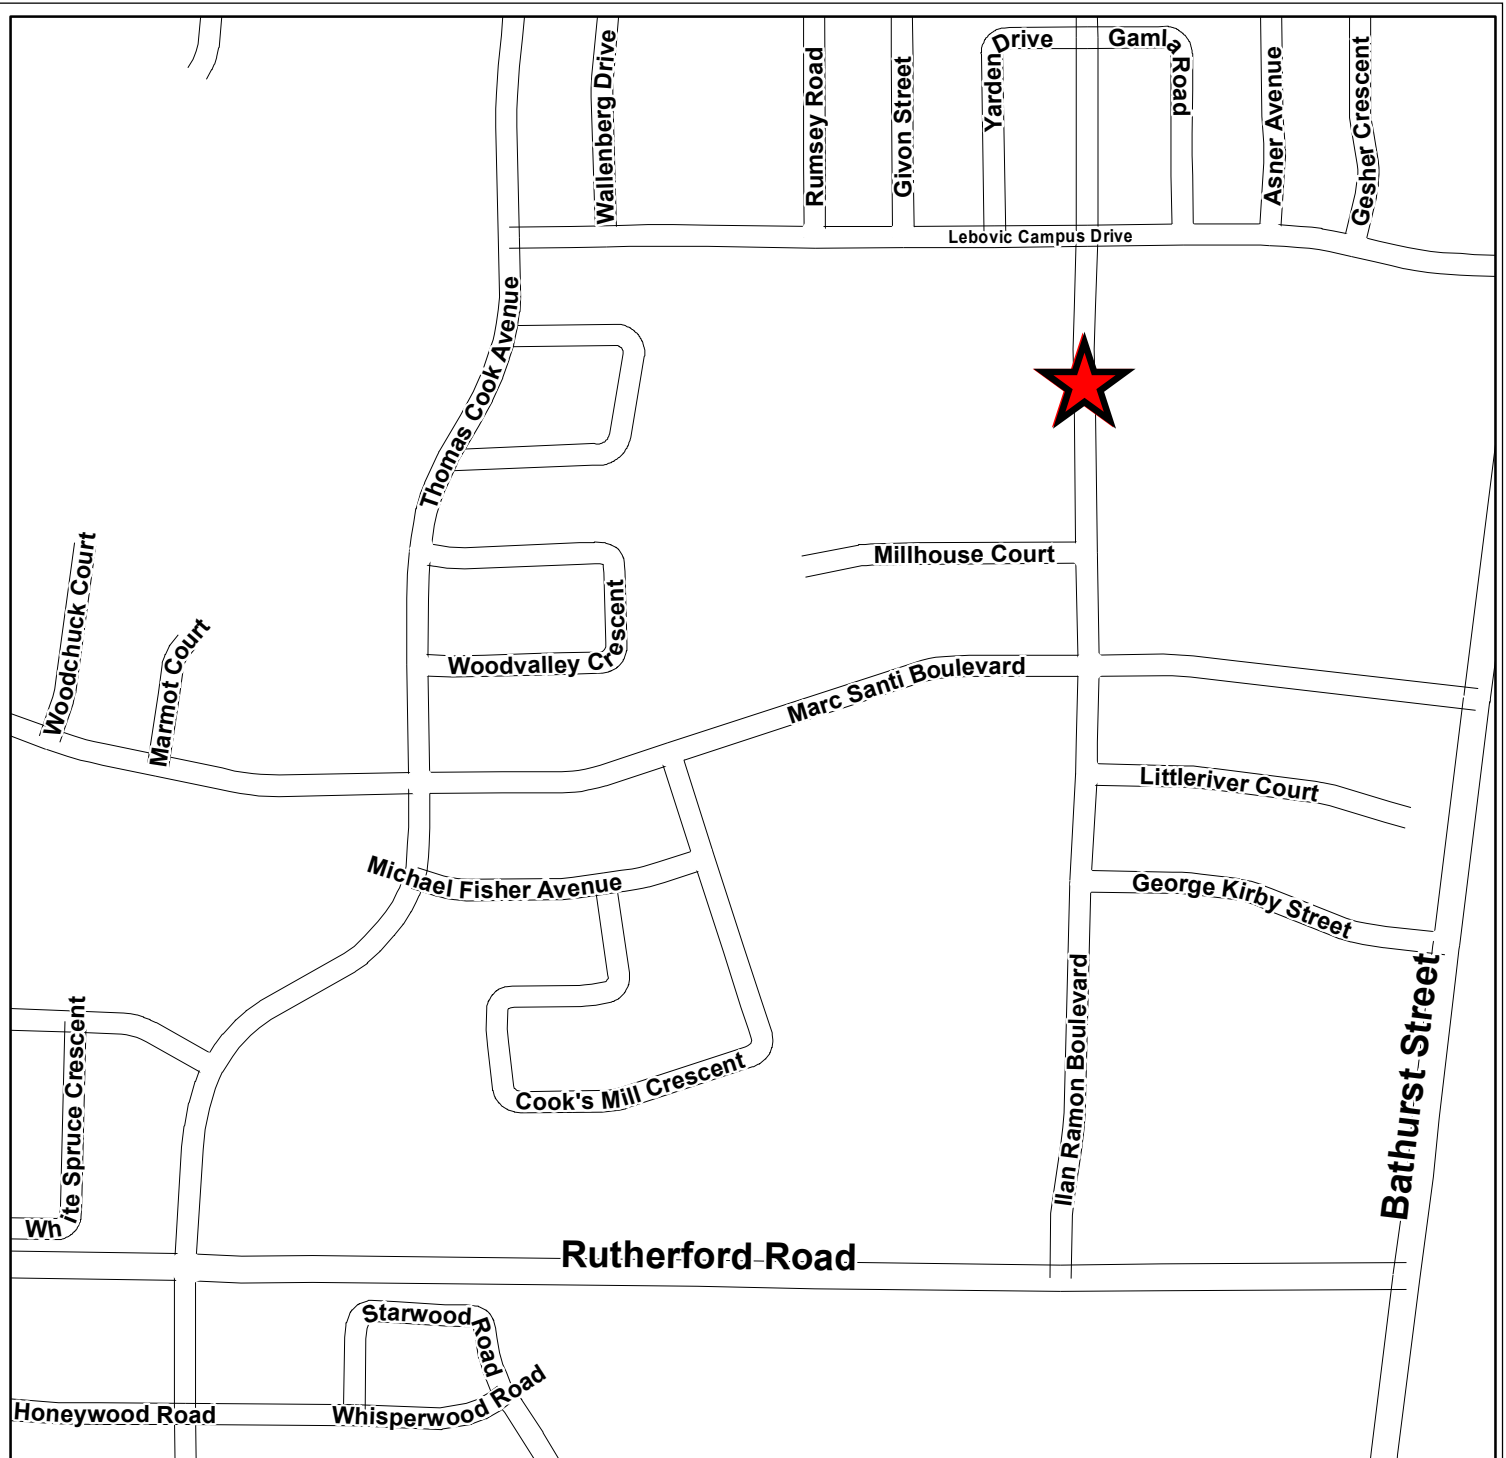 Wallenberg Drive
Rumsey Road
Givon Street
Yarden Drive
Gamla Road
Asner Avenue
Gesher Crescent
Lebovic Campus Drive
Thomas Cook Avenue
Millhouse Court
Woodchuck Court
Marmot Court
Woodvalley Crescent
Marc Santi Boulevard
Littleriver Court
Michael Fisher Avenue
George Kirby Street
Ilan Ramon Boulevard
Bathurst Street
White Spruce Crescent
Cook's Mill Crescent
Rutherford Road
Starwood Road
Honeywood Road
Whisperwood Road